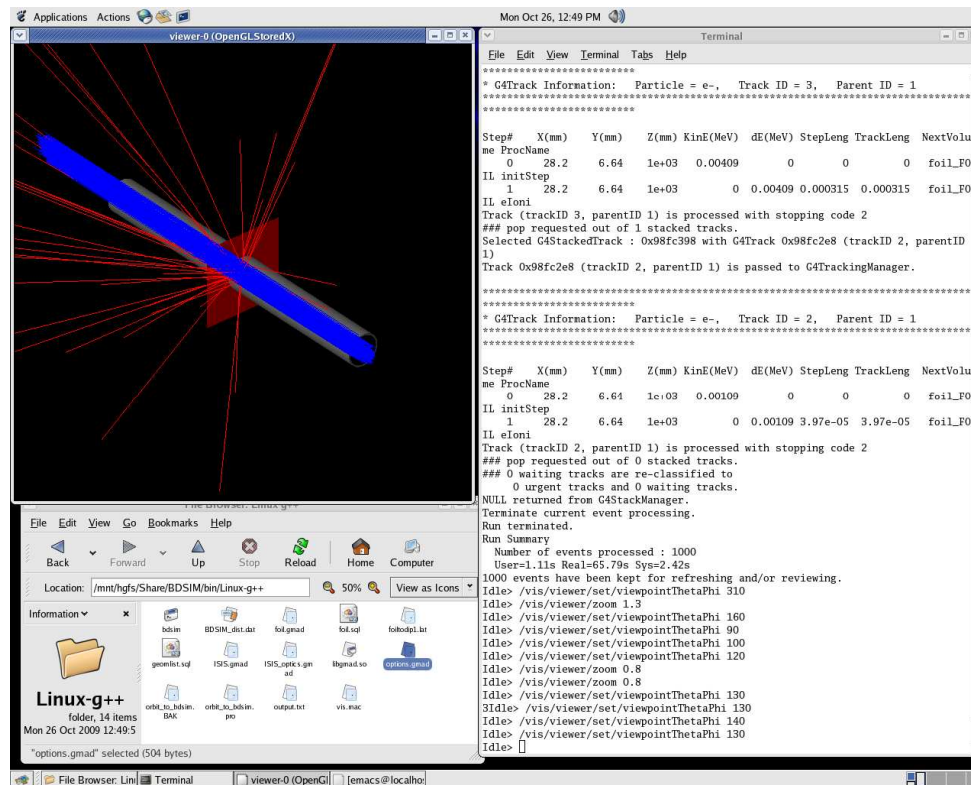 Applications Actions
Mon Oct 26, 12:49 PM
viewer-0 (OpenGLStoredX)
Terminal
File Edit View Terminal Tabs Help
*************************
* G4Track Information: Particle = e-, Track ID = 3, Parent ID = 1
Step# X(mm) Y(mm) Z(mm) KinE(MeV) dE(MeV) StepLeng TrackLeng NextVolu
me ProcName
0 28.2 6.64 1e+03 0.00409 0 0 0 foil_F0
IL initStep
1 28.2 6.64 1e+03 0 0.00409 0.000315 0.000315 foil_F0
IL eIoni
Track (trackID 3, parentID 1) is processed with stopping code 2
### pop requested out of 1 stacked tracks.
Selected G4StackedTrack : 0x98fc398 with G4Track 0x98fc2e8 (trackID 2, parentID
1)
Track 0x98fc2e8 (trackID 2, parentID 1) is passed to G4TrackingManager.
* G4Track Information: Particle = e-, Track ID = 2, Parent ID = 1
Step# X(mm) Y(mm) Z(mm) KinE(MeV) dE(MeV) StepLeng TrackLeng NextVolu
me ProcName
0 28.2 6.64 1e+03 0.00109 0 0 0 foil_F0
IL initStep
1 28.2 6.64 1e+03 0 0.00109 3.97e-05 3.97e-05 foil_F0
IL eIoni
Track (trackID 2, parentID 1) is processed with stopping code 2
### pop requested out of 0 stacked tracks.
### 0 waiting tracks are re-classified to
0 urgent tracks and 0 waiting tracks.
NULL returned from G4StackManager.
Terminate current event processing.
Run terminated.
Run Summary
Number of events processed : 1000
User=1.11s Real=65.79s Sys=2.42s
1000 events have been kept for refreshing and/or reviewing.
Idle> /vis/viewer/set/viewpointThetaPhi 310
Idle> /vis/viewer/zoom 1.3
Idle> /vis/viewer/set/viewpointThetaPhi 160
Idle> /vis/viewer/set/viewpointThetaPhi 90
Idle> /vis/viewer/set/viewpointThetaPhi 100
Idle> /vis/viewer/set/viewpointThetaPhi 120
Idle> /vis/viewer/zoom 0.8
Idle> /vis/viewer/zoom 0.8
Idle> /vis/viewer/set/viewpointThetaPhi 130
3Idle> /vis/viewer/set/viewpointThetaPhi 130
Idle> /vis/viewer/set/viewpointThetaPhi 140
Idle> /vis/viewer/set/viewpointThetaPhi 130
Idle>
File Browser: Linux g++
File Edit View Go Bookmarks Help
Back Forward Up Stop Reload Home Computer
Location: /mnt/hgfs/Share/BDSIM/bin/Linux-g++ 50% View as Icons
Information
bdsim BDSIM_dist.dat foil.gmad foil.sql foiltodip1.lat
geomlist.sql ISIS.gmad ISIS_optics.gm
ad libgmad.so options.gmad
orbit_to_bdsim.
BAK orbit_to_bdsim.
pro output.txt vis.mac
Linux-g++
folder, 14 items
Mon 26 Oct 2009 12:49:5
"options.gmad" selected (504 bytes)
File Browser: Lin Terminal viewer-0 (OpenGl [emacs@localho